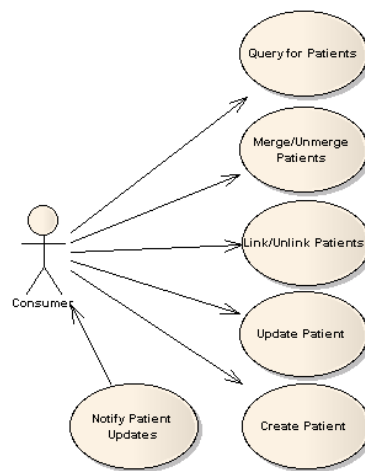 Query for Patients
Merge/Unmerge
Patients
Link/Unlink Patients
Consumer
Update Patient
Notify Patient
Updates
Create Patient